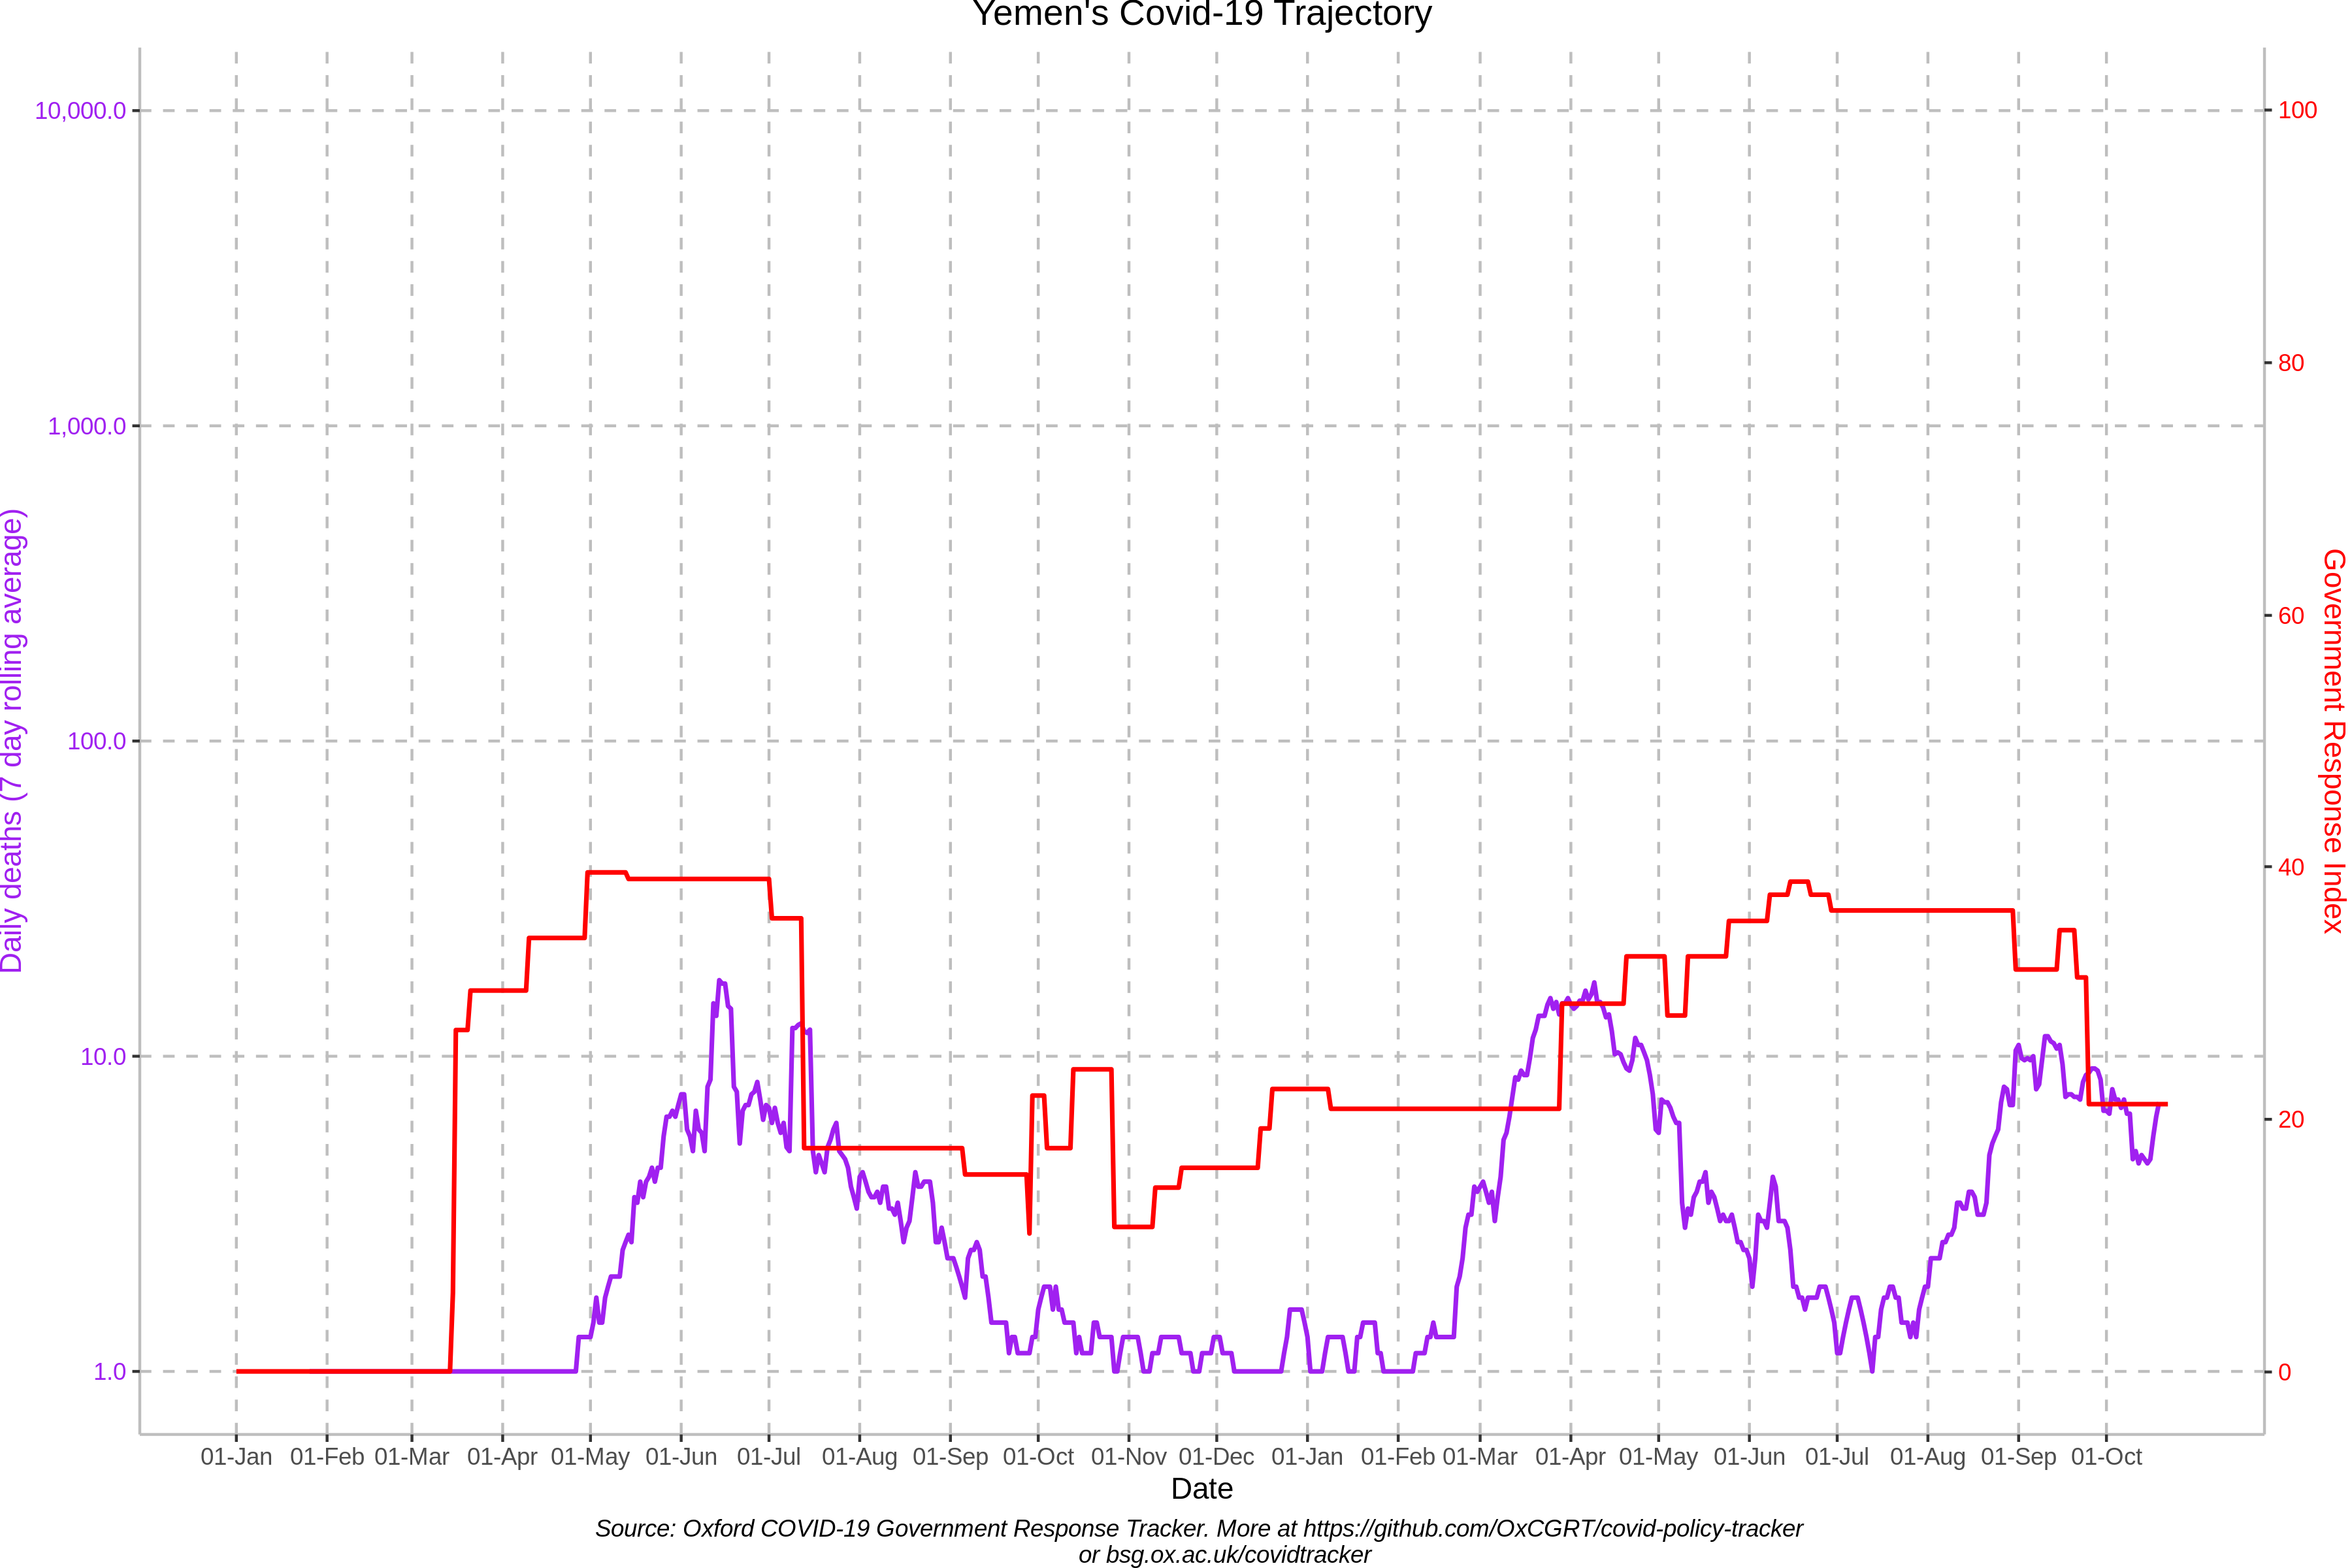 Yemen's Covid-19 Trajectory
Daily deaths (7 day rolling average)
10,000.0
1,000.0
100.0
10.0
1.0
100
80
60
40
20
0
Government Response Index
01-Jan 01-Feb 01-Mar 01-Apr 01-May 01-Jun 01-Jul 01-Aug 01-Sep 01-Oct 01-Nov 01-Dec 01-Jan 01-Feb 01-Mar 01-Apr 01-May 01-Jun 01-Jul 01-Aug 01-Sep 01-Oct
Date
Source: Oxford COVID-19 Government Response Tracker. More at https://github.com/OxCGRT/covid-policy-tracker
or bsg.ox.ac.uk/covidtracker